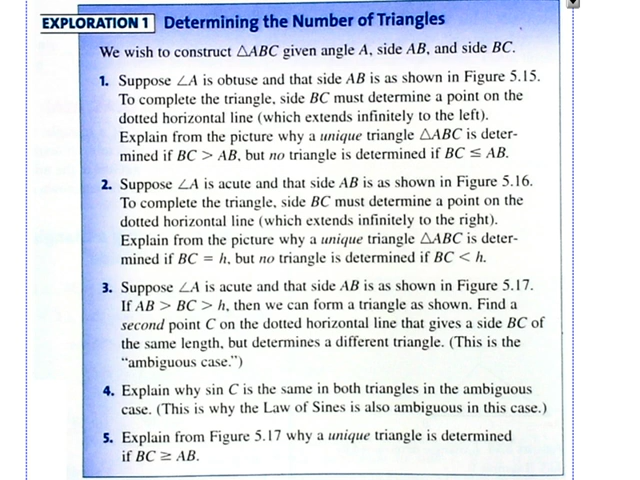 EXPLORATION 1 Determining the Number of Triangles
We wish to construct △ABC given angle A, side AB, and side BC.
1. Suppose ∠A is obtuse and that side AB is as shown in Figure 5.15.
To complete the triangle, side BC must determine a point on the
dotted horizontal line (which extends infinitely to the left).
Explain from the picture why a unique triangle △ABC is deter-
mined if BC > AB, but no triangle is determined if BC ≤ AB.
2. Suppose ∠A is acute and that side AB is as shown in Figure 5.16.
To complete the triangle, side BC must determine a point on the
dotted horizontal line (which extends infinitely to the right).
Explain from the picture why a unique triangle △ABC is deter-
mined if BC = h, but no triangle is determined if BC < h.
3. Suppose ∠A is acute and that side AB is as shown in Figure 5.17.
If AB > BC > h, then we can form a triangle as shown. Find a
second point C on the dotted horizontal line that gives a side BC of
the same length, but determines a different triangle. (This is the
“ambiguous case.”)
4. Explain why sin C is the same in both triangles in the ambiguous
case. (This is why the Law of Sines is also ambiguous in this case.)
5. Explain from Figure 5.17 why a unique triangle is determined
if BC ≥ AB.